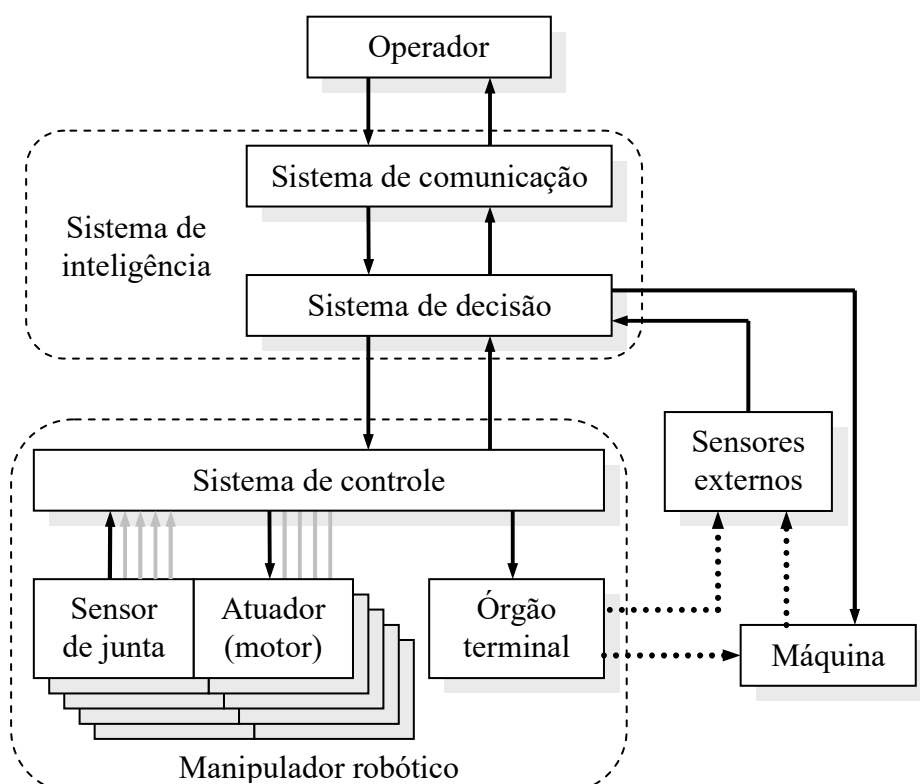 Operador
Sistema de comunicação
Sistema de
inteligência
Sistema de decisão
Sensores
externos
Sistema de controle
Sensor
de junta
Atuador
(motor)
Órgão
terminal
Máquina
Manipulador robótico